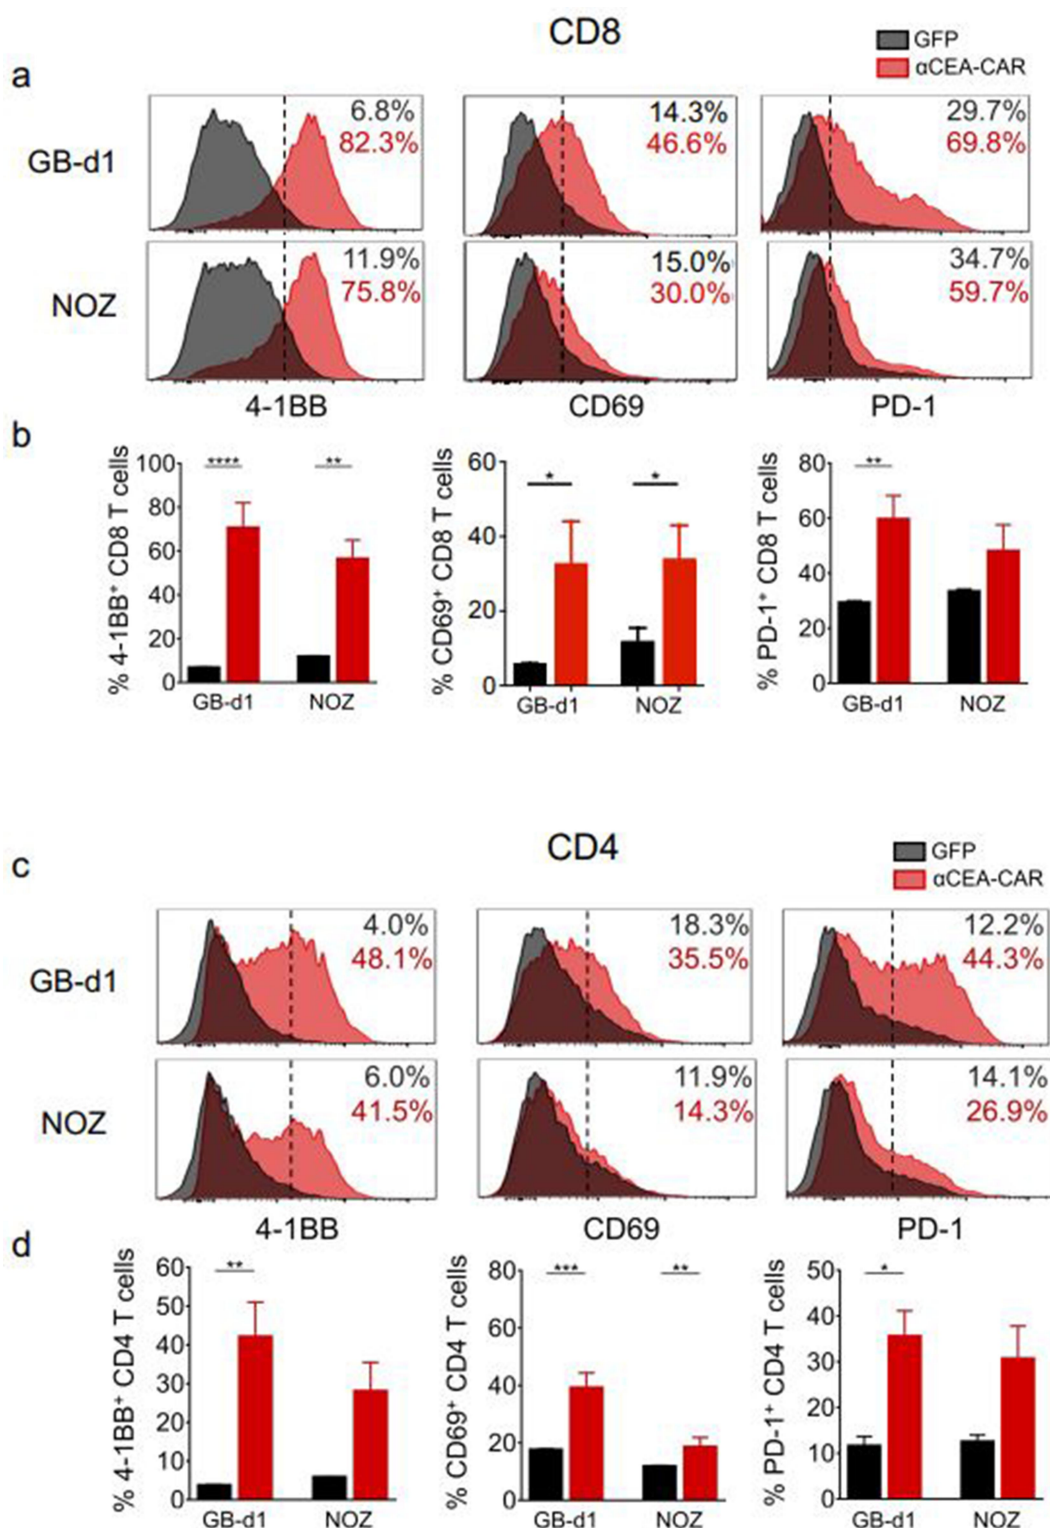 CD8
GFP
αCEA-CAR
a
GB-d1
6.8%
82.3%
14.3%
46.6%
29.7%
69.8%
NOZ
11.9%
75.8%
15.0%
30.0%
34.7%
59.7%
4-1BB
CD69
PD-1
b
% 4-1BB⁺ CD8 T cells
100
80
60
40
20
0
****
**
GB-d1
NOZ
% CD69⁺ CD8 T cells
60
40
20
0
*
*
GB-d1
NOZ
% PD-1⁺ CD8 T cells
80
60
40
20
0
**
GB-d1
NOZ
CD4
GFP
αCEA-CAR
c
GB-d1
4.0%
48.1%
18.3%
35.5%
12.2%
44.3%
NOZ
6.0%
41.5%
11.9%
14.3%
14.1%
26.9%
4-1BB
CD69
PD-1
d
% 4-1BB⁺ CD4 T cells
60
50
40
30
20
10
0
**
GB-d1
NOZ
% CD69⁺ CD4 T cells
80
60
40
20
0
***
**
GB-d1
NOZ
% PD-1⁺ CD4 T cells
50
40
30
20
10
0
*
GB-d1
NOZ